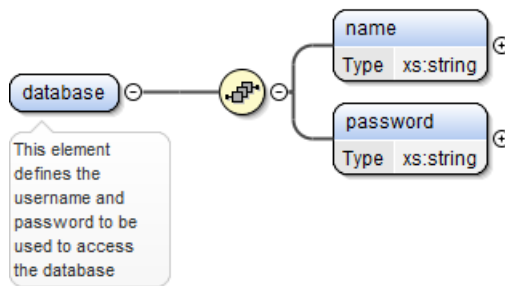 name
Type xs:string
database
password
Type xs:string
This element
defines the
username and
password to be
used to access
the database